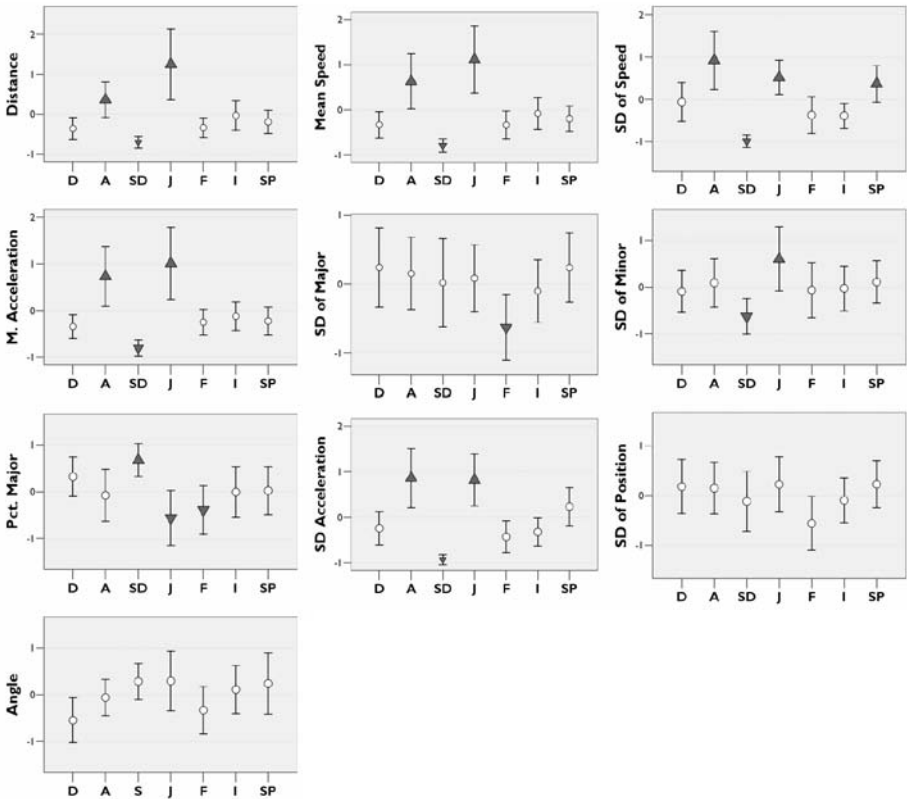 Distance
2
1
0
-1
D A SD J F I SP
Mean Speed
2
1
0
-1
D A SD J F I SP
SD of Speed
2
1
0
-1
D A SD J F I SP
M. Acceleration
2
1
0
-1
D A SD J F I SP
SD of Major
1
0
-1
D A SD J F I SP
SD of Minor
1
0
-1
D A SD J F I SP
Pct. Major
1
0
-1
D A SD J F I SP
SD Acceleration
2
1
0
-1
D A SD J F I SP
SD of Position
1
0
-1
D A SD J F I SP
Angle
1
0
-1
D A S J F I SP